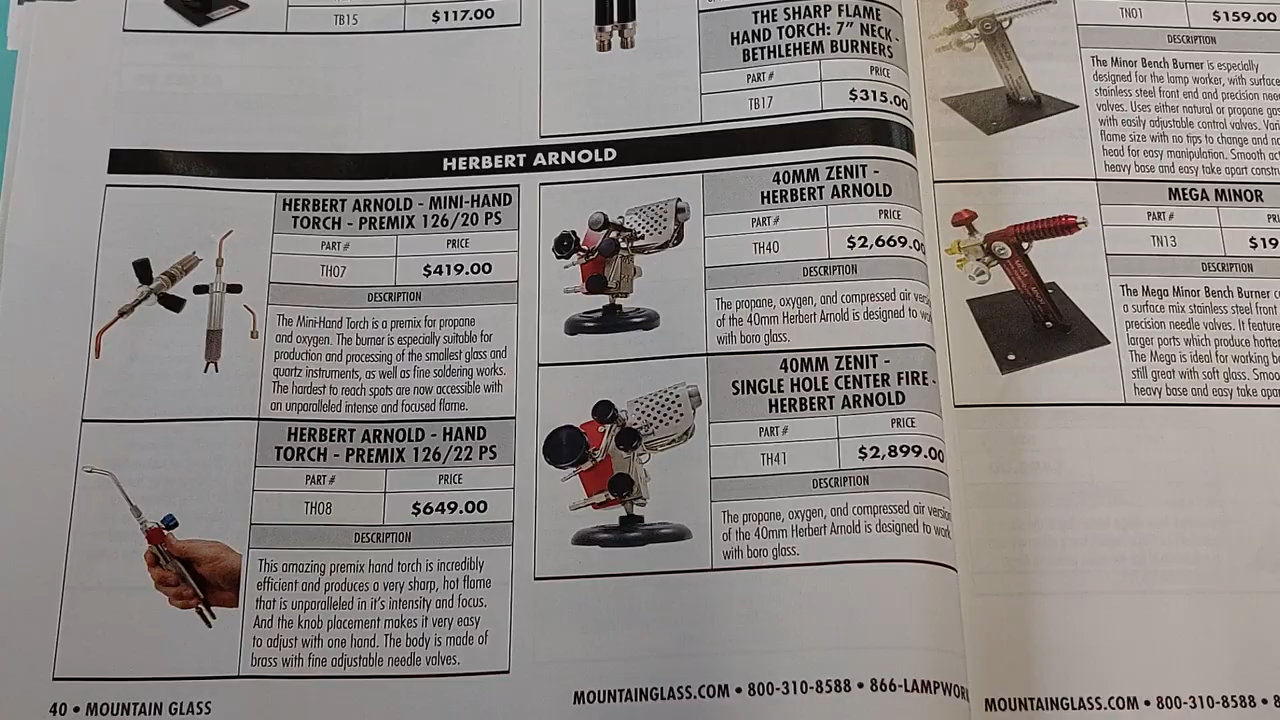 TB15
$117.00
THE SHARP FLAME
HAND TORCH: 7" NECK -
BETHLEHEM BURNERS
PART #
PRICE
TB17
$315.00
HERBERT ARNOLD
HERBERT ARNOLD - MINI-HAND
TORCH - PREMIX 126/20 PS
PART #
PRICE
TH07
$419.00
DESCRIPTION
The Mini-Hand Torch is a premix for propane
and oxygen. The burner is especially suitable for
production and processing of the smallest glass and
quartz instruments, as well as fine soldering works.
The hardest to reach spots are now accessible with
an unparalleled intense and focused flame.
HERBERT ARNOLD - HAND
TORCH - PREMIX 126/22 PS
PART #
PRICE
TH08
$649.00
DESCRIPTION
This amazing premix hand torch is incredibly
efficient and produces a very sharp, hot flame
that is unparalleled in it's intensity and focus.
And the knob placement makes it very easy
to adjust with one hand. The body is made of
brass with fine adjustable needle valves.
40MM ZENIT -
HERBERT ARNOLD
PART #
PRICE
TH40
$2,669.00
DESCRIPTION
The propane, oxygen, and compressed air
of the 40mm Herbert Arnold is designed to
with boro glass.
40MM ZENIT -
SINGLE HOLE CENTER FIRE -
HERBERT ARNOLD
PART #
PRICE
TH41
$2,899.00
DESCRIPTION
The propane, oxygen, and compressed air version
of the 40mm Herbert Arnold is designed to work
with boro glass.
40 • MOUNTAIN GLASS
MOUNTAINGLASS.COM • 800-310-8588 • 866-LAMPWOR
TN01
$159.00
DESCRIPTION
The Minor Bench Burner is especially
designed for the lamp worker, with surface
stainless steel front end and precision
valves. Uses either natural or propane gas
with easily adjustable control valves.
flame size with no tips to change and
head for easy manipulation. Smooth
heavy base and easy take apart
MEGA MINOR
PART #
TN13
$19
DESCRIPTION
The Mega Minor Bench Burner
a surface mix stainless steel front
precision needle valves. It
larger ports which produce
The Mega is ideal for working
still great with soft glass.
heavy base and easy take
MOUNTAINGLASS.COM • 800-310-8588 •